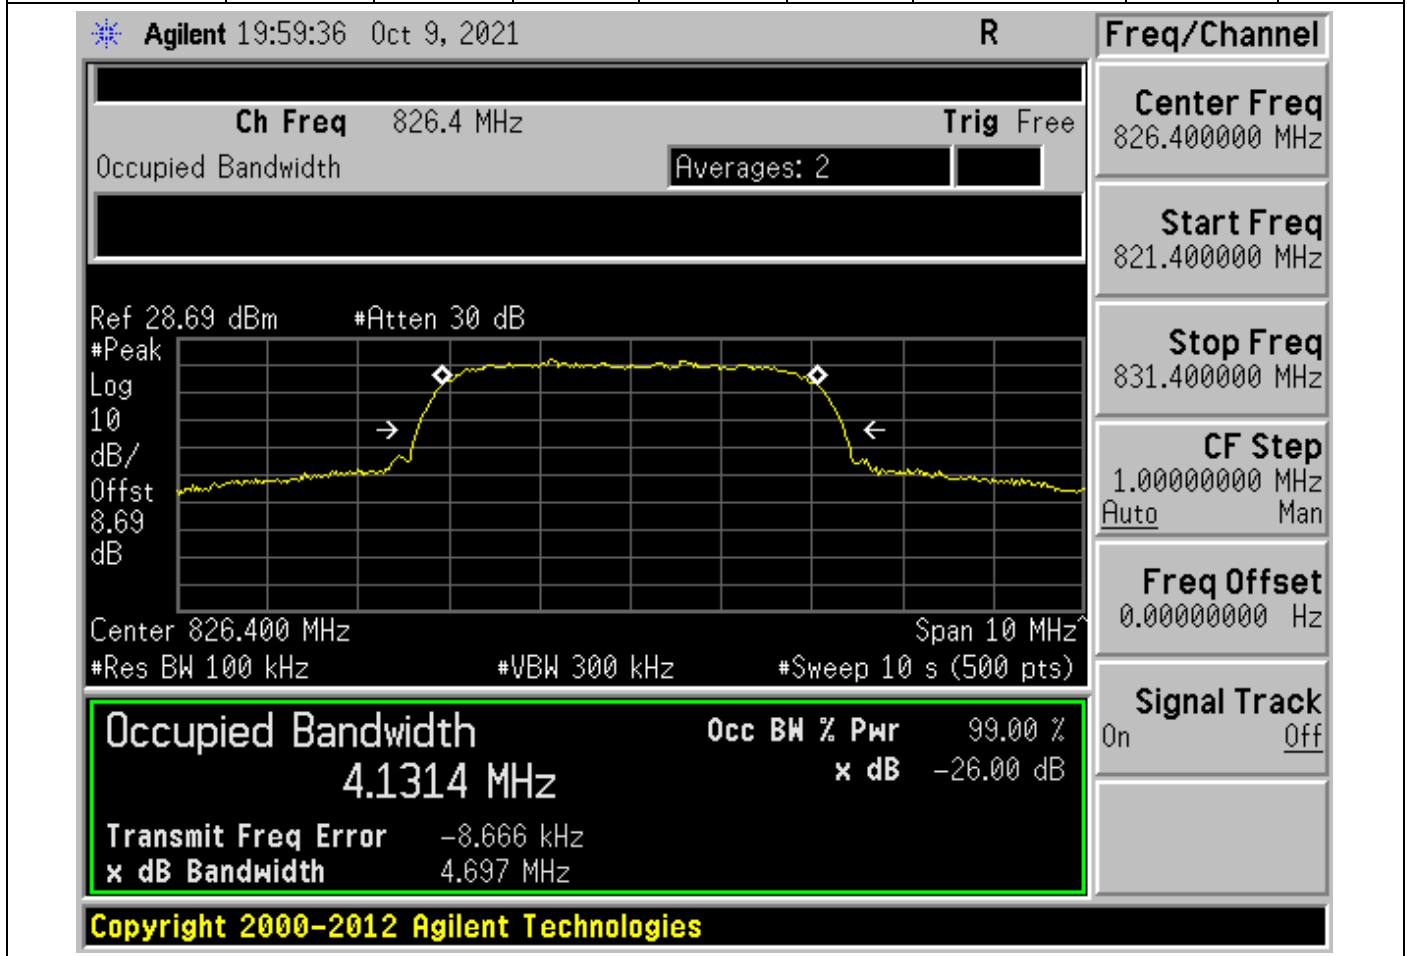 Agilent 19:59:36 Oct 9, 2021 R
Freq/Channel
Ch Freq 826.4 MHz Trig Free
Occupied Bandwidth Averages: 2
Center Freq
826.400000 MHz
Start Freq
821.400000 MHz
Stop Freq
831.400000 MHz
CF Step
1.00000000 MHz
Auto Man
Freq Offset
0.00000000 Hz
Signal Track
On Off
Ref 28.69 dBm #Atten 30 dB
#Peak
Log
10
dB/
Offst
8.69
dB
Center 826.400 MHz Span 10 MHz^
#Res BW 100 kHz #VBW 300 kHz #Sweep 10 s (500 pts)
Occupied Bandwidth Occ BW % Pwr 99.00 %
4.1314 MHz x dB -26.00 dB
Transmit Freq Error -8.666 kHz
x dB Bandwidth 4.697 MHz
Copyright 2000-2012 Agilent Technologies